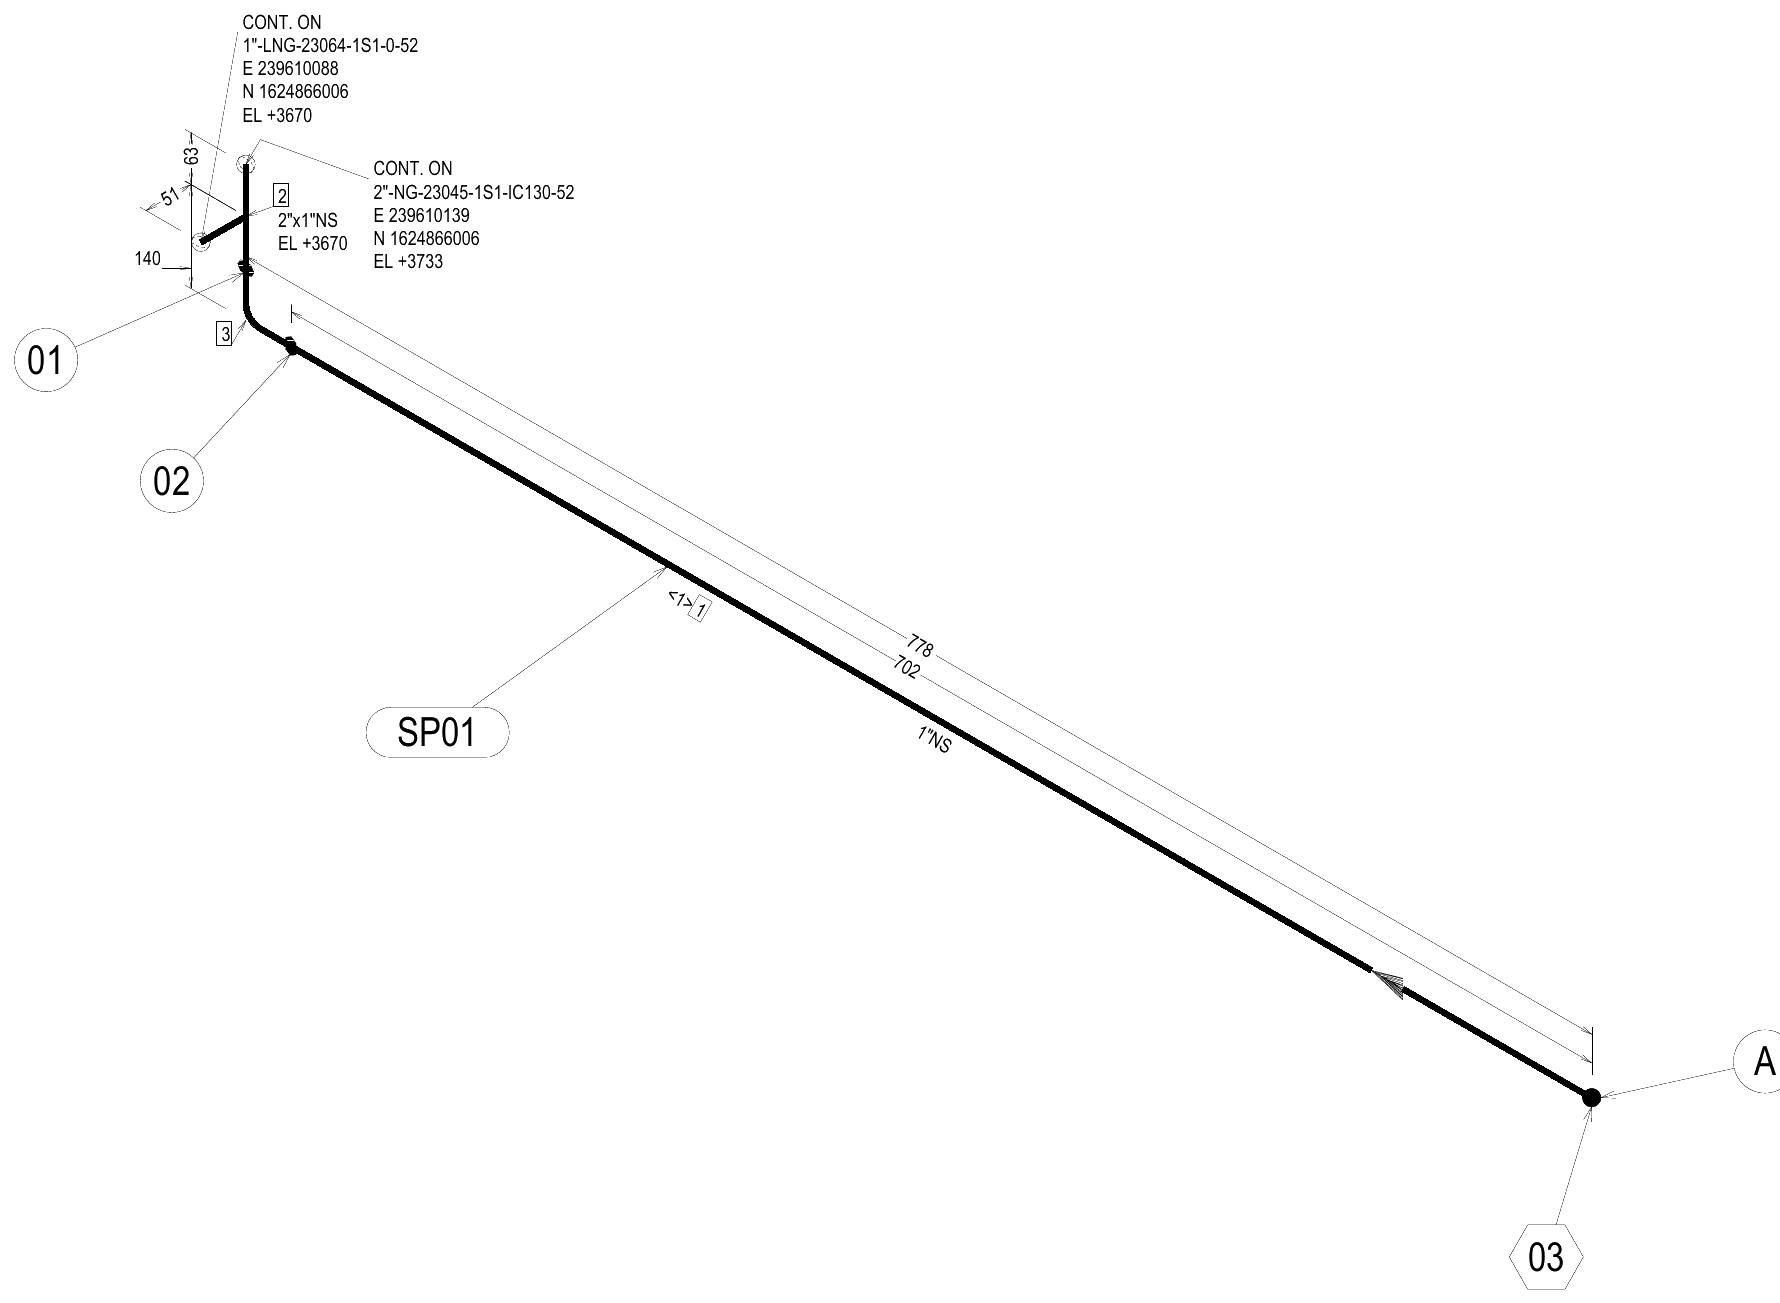 CONT. ON
1"-LNG-23064-1S1-0-52
E 239610088
N 1624866006
EL +3670
CONT. ON
2"-NG-23045-1S1-IC130-52
E 239610139
N 1624866006
EL +3733
63
51
2
2"x1"NS
EL +3670
140
3
01
02
<1> 1
778
702
SP01
1"NS
A
03